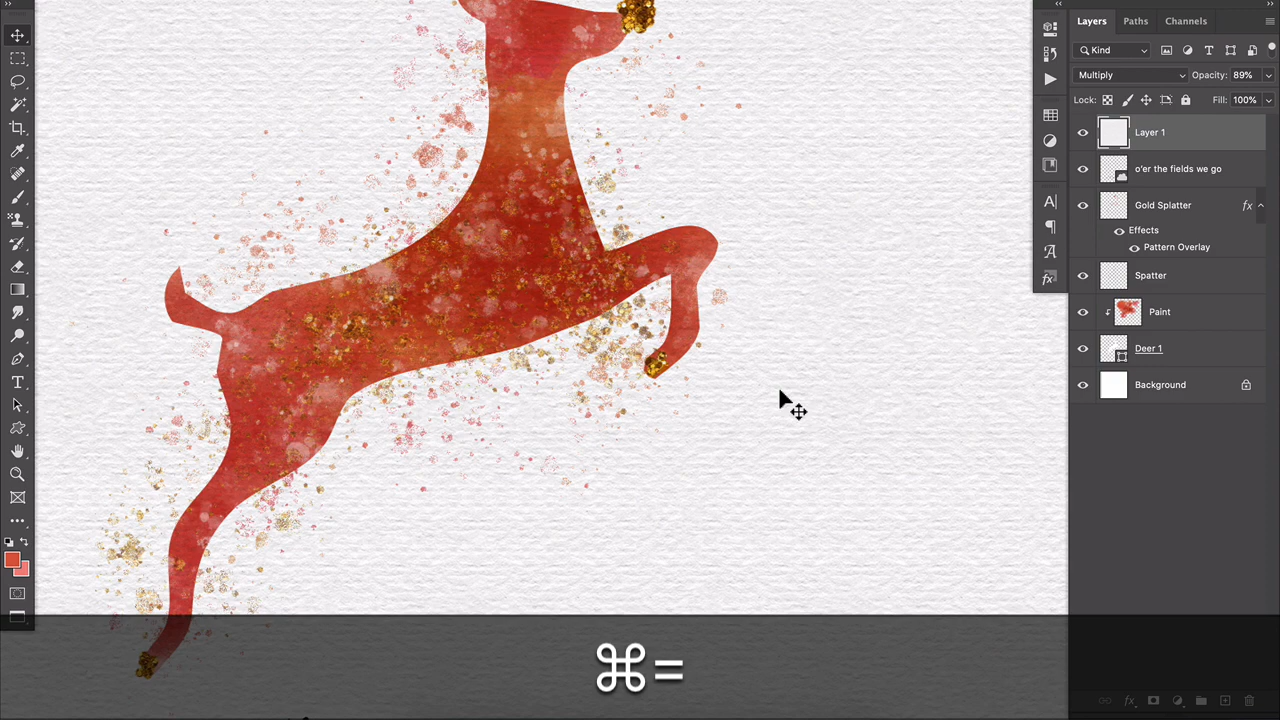 Layers Paths Channels
Kind
Multiply Opacity: 89%
Lock: Fill: 100%
Layer 1
o'er the fields we go
Gold Splatter fx
Effects
Pattern Overlay
Spatter
Paint
Deer 1
Background
⌘=